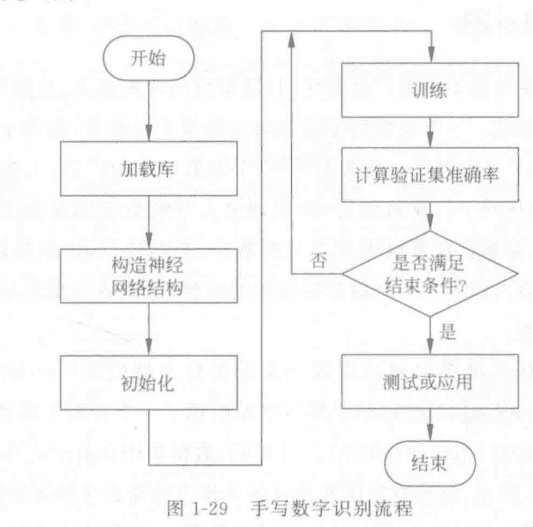 开始
加载库
构造神经
网络结构
初始化
训练
计算验证集准确率
是否满足
结束条件?
否
是
测试或应用
结束
图 1-29 手写数字识别流程